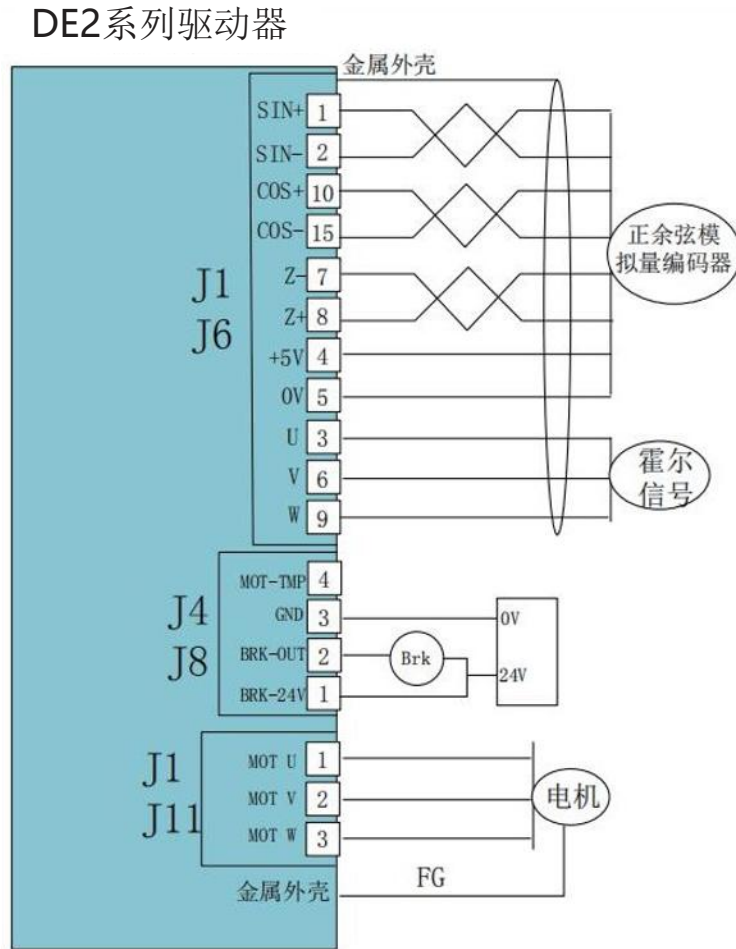 DE2系列驱动器
金属外壳
SIN+ 1
SIN- 2
COS+ 10
COS- 15
Z- 7
Z+ 8
+5V 4
0V 5
U 3
V 6
W 9
J1
J6
正余弦模
拟量编码器
霍尔
信号
MOT-TMP 4
GND 3
BRK-OUT 2
BRK-24V 1
J4
J8
Brk
0V
24V
MOT U 1
MOT V 2
MOT W 3
J1
J11
电机
金属外壳
FG